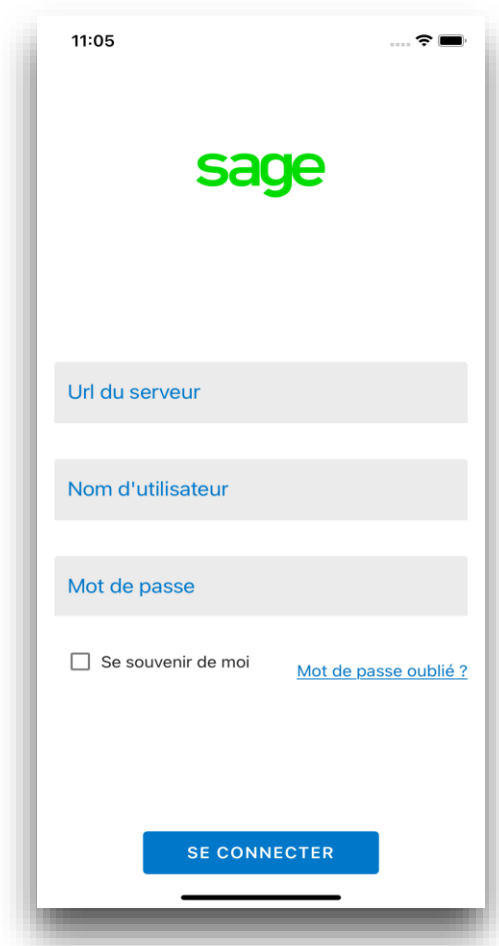 11:05
sage
Url du serveur
Nom d'utilisateur
Mot de passe
Se souvenir de moi
Mot de passe oublié ?
SE CONNECTER